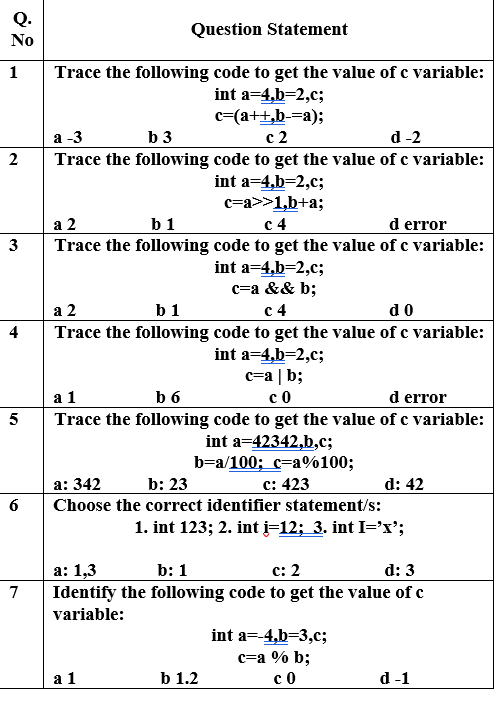 Q. No Question Statement
1 Trace the following code to get the value of c variable:
int a=4,b=2,c;
c=(a++,b-=a);
a -3 b 3 c 2 d -2
2 Trace the following code to get the value of c variable:
int a=4,b=2,c;
c=a>>1,b+a;
a 2 b 1 c 4 d error
3 Trace the following code to get the value of c variable:
int a=4,b=2,c;
c=a && b;
a 2 b 1 c 4 d 0
4 Trace the following code to get the value of c variable:
int a=4,b=2,c;
c=a | b;
a 1 b 6 c 0 d error
5 Trace the following code to get the value of c variable:
int a=42342,b,c;
b=a/100; c=a%100;
a: 342 b: 23 c: 423 d: 42
6 Choose the correct identifier statement/s:
1. int 123; 2. int i=12; 3. int I=’x’;
a: 1,3 b: 1 c: 2 d: 3
7 Identify the following code to get the value of c
variable:
int a=-4,b=3,c;
c=a % b;
a 1 b 1.2 c 0 d -1